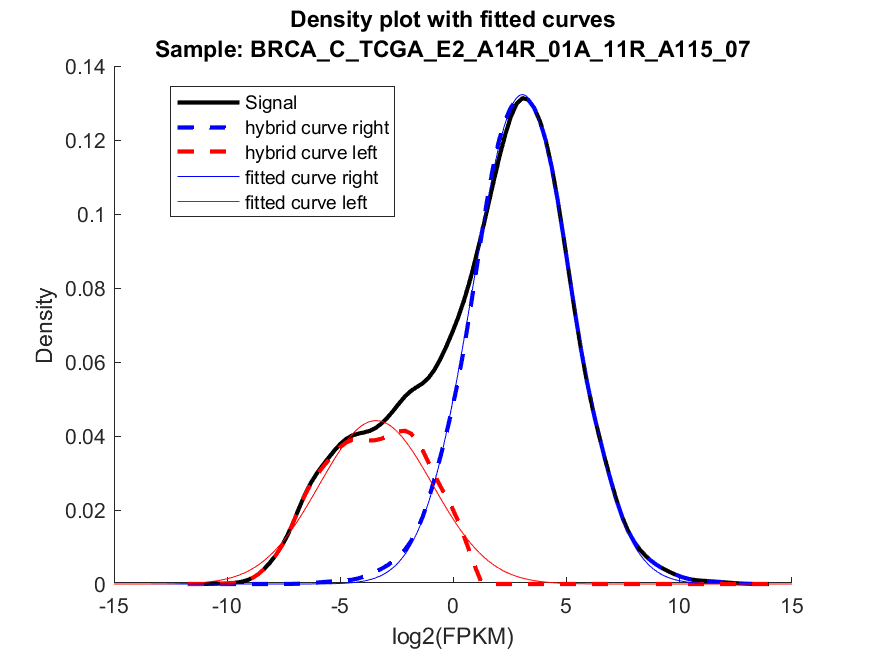 Density plot with fitted curves
Sample: BRCA_C_TCGA_E2_A14R_01A_11R_A115_07
0.14
0.12
0.1
0.08
0.06
0.04
0.02
0
Density
Signal
hybrid curve right
hybrid curve left
fitted curve right
fitted curve left
-15
-10
-5
0
5
10
15
log2(FPKM)